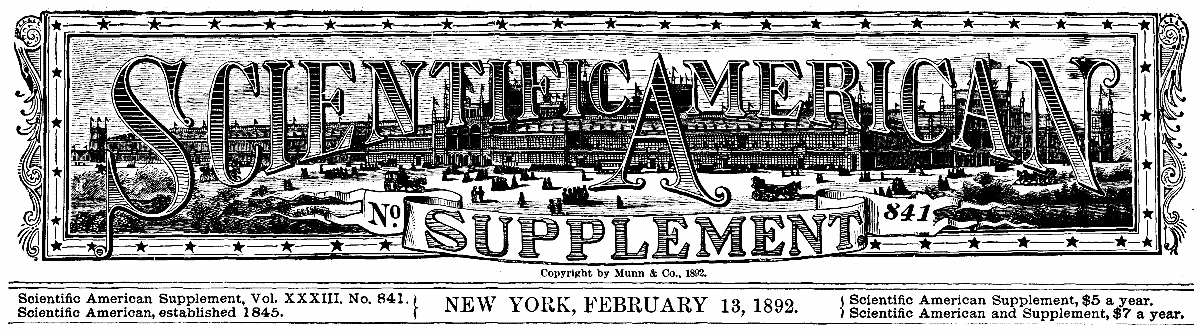 SCIENTIFIC AMERICAN
No. SUPPLEMENT 841
Copyright by Munn & Co., 1892.
Scientific American Supplement, Vol. XXXIII. No. 841.
Scientific American, established 1845.
NEW YORK, FEBRUARY 13, 1892.
Scientific American Supplement, $5 a year.
Scientific American and Supplement, $7 a year.